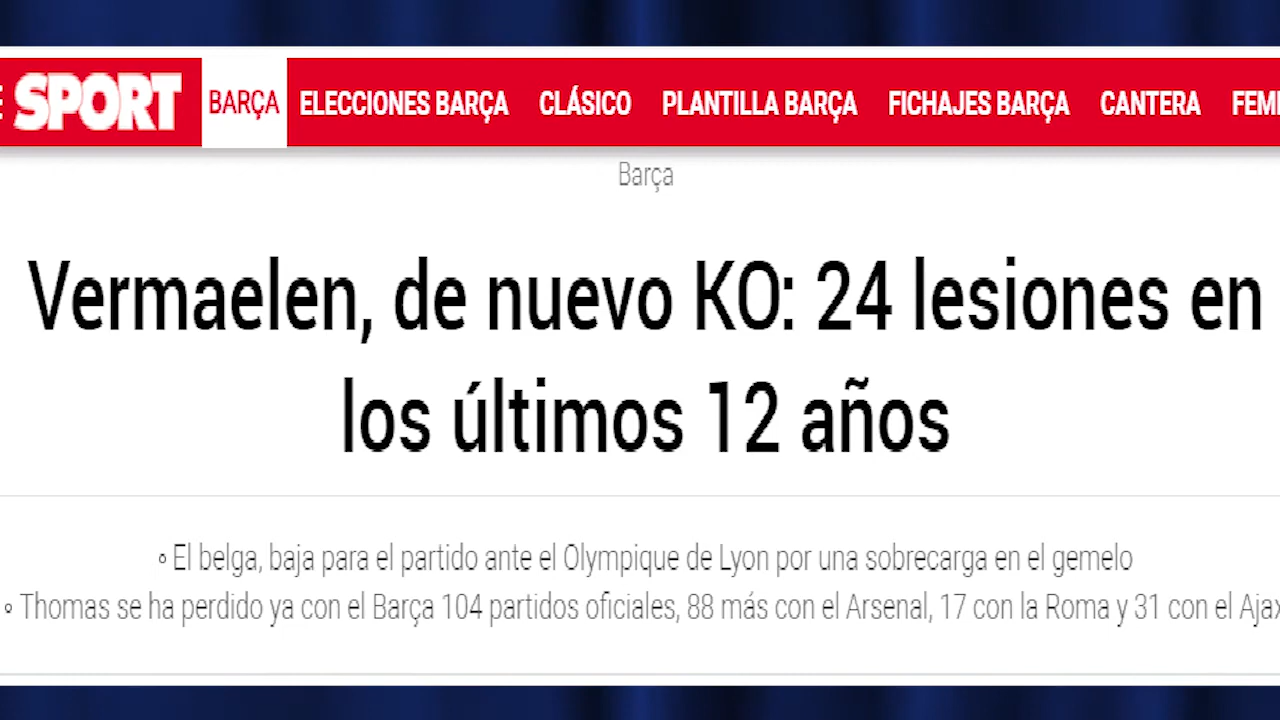 SPORT BARÇA ELECCIONES BARÇA CLÁSICO PLANTILLA BARÇA FICHAJES BARÇA CANTERA FEM
Barça
Vermaelen, de nuevo KO: 24 lesiones en
los últimos 12 años
◦ El belga, baja para el partido ante el Olympique de Lyon por una sobrecarga en el gemelo
◦ Thomas se ha perdido ya con el Barça 104 partidos oficiales, 88 más con el Arsenal, 17 con la Roma y 31 con el Ajax